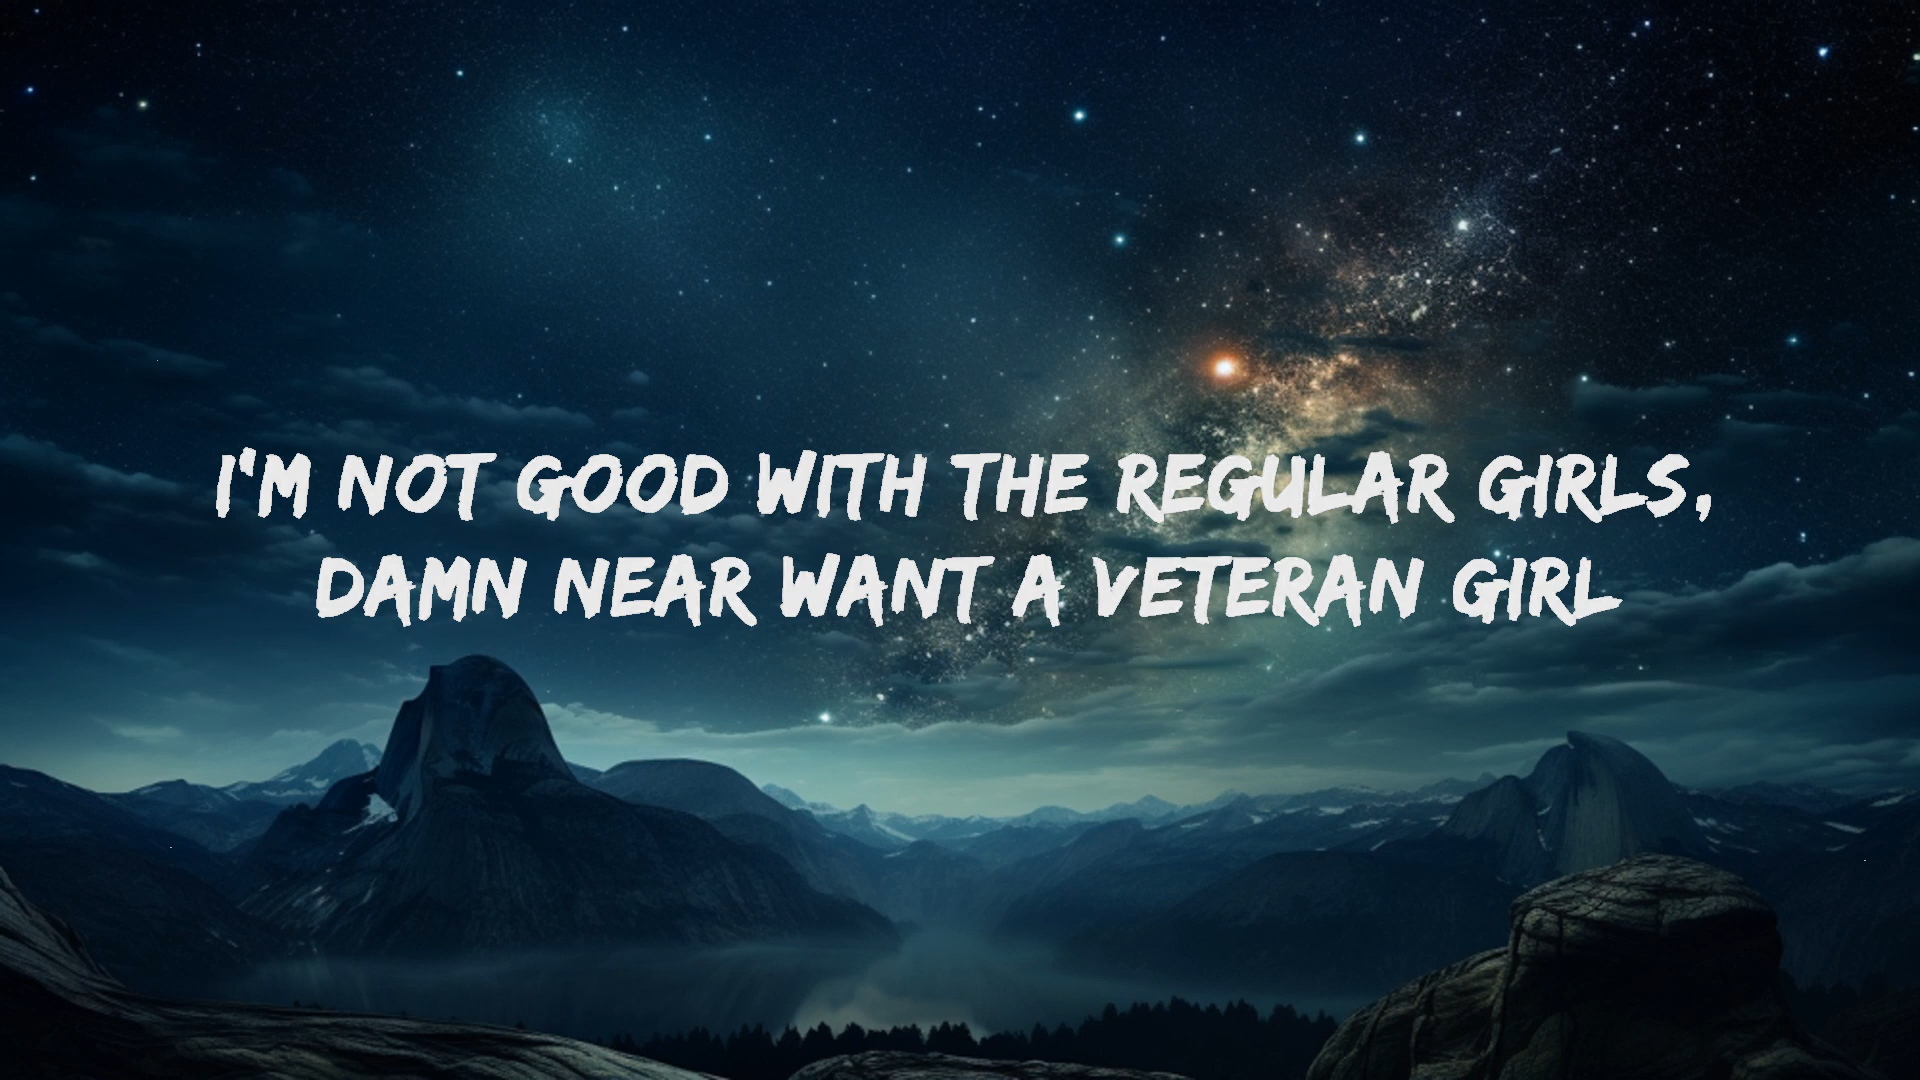 I'M NOT GOOD WITH THE REGULAR GIRLS,
DAMN NEAR WANT A VETERAN GIRL